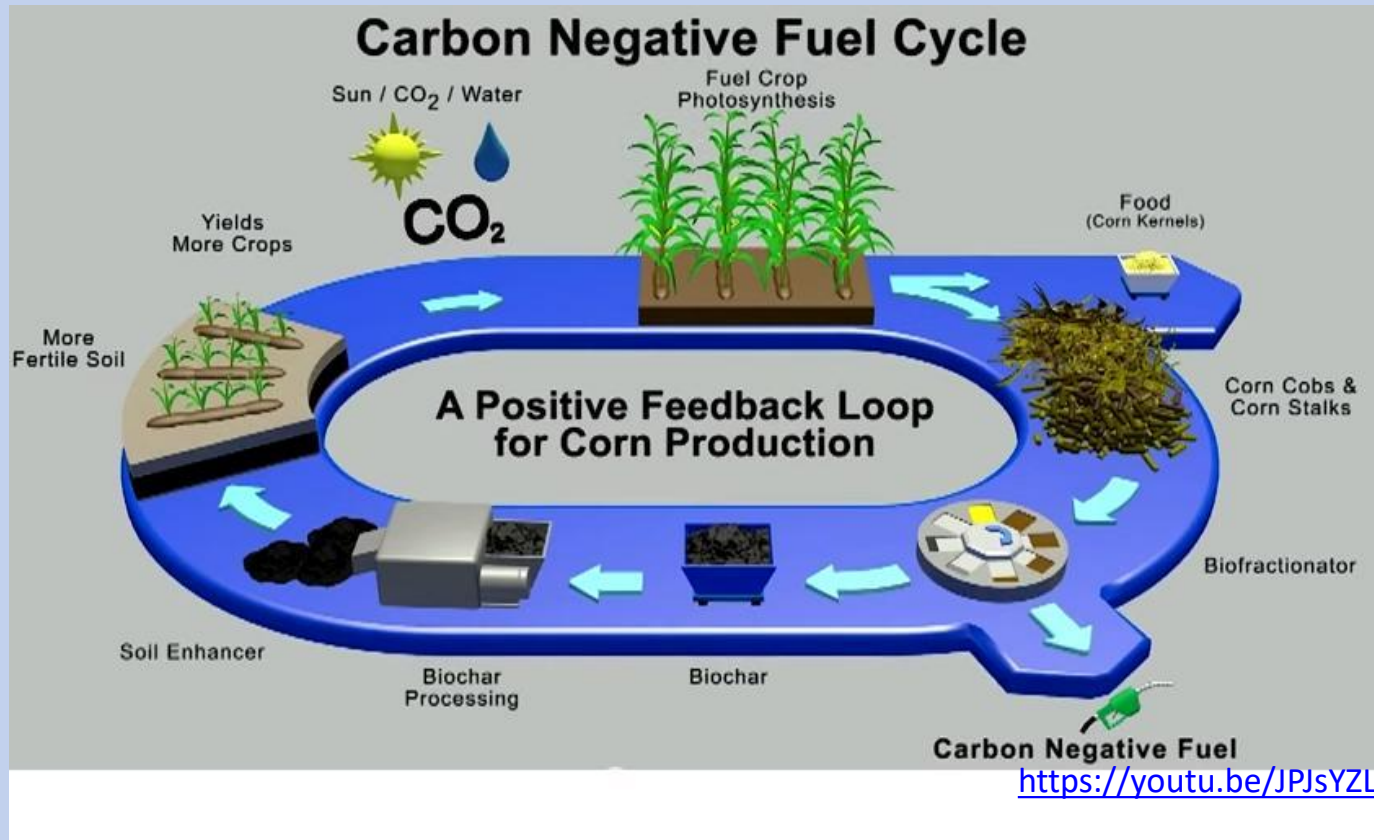 Carbon Negative Fuel Cycle
Sun / CO₂ / Water
CO₂
Fuel Crop
Photosynthesis
Food
(Corn Kernels)
Yields
More Crops
More
Fertile Soil
A Positive Feedback Loop
for Corn Production
Corn Cobs &
Corn Stalks
Biofractionator
Soil Enhancer
Biochar
Processing
Biochar
Carbon Negative Fuel
https://youtu.be/JPJsYZL